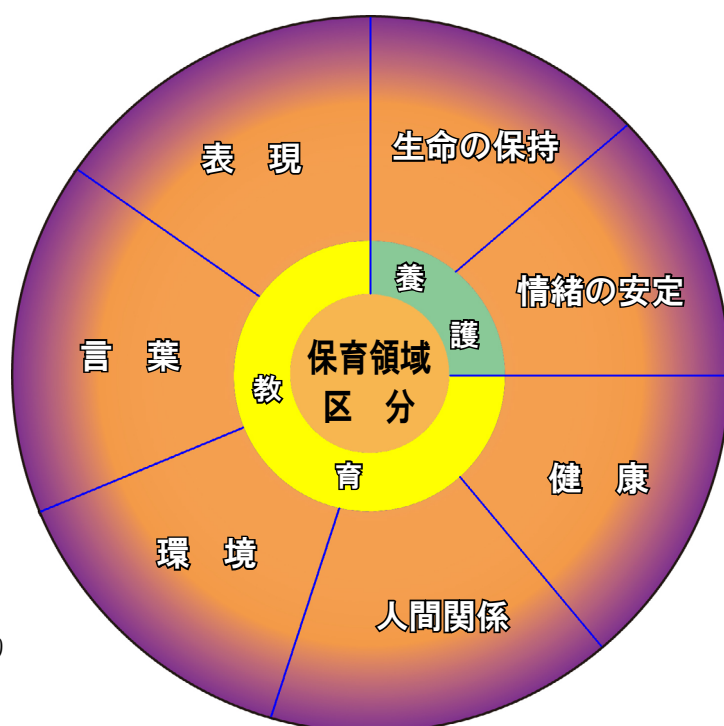 保育領域
区　分
養
護
教
育
生命の保持
情緒の安定
健　康
人間関係
環　境
言　葉
表　現
)